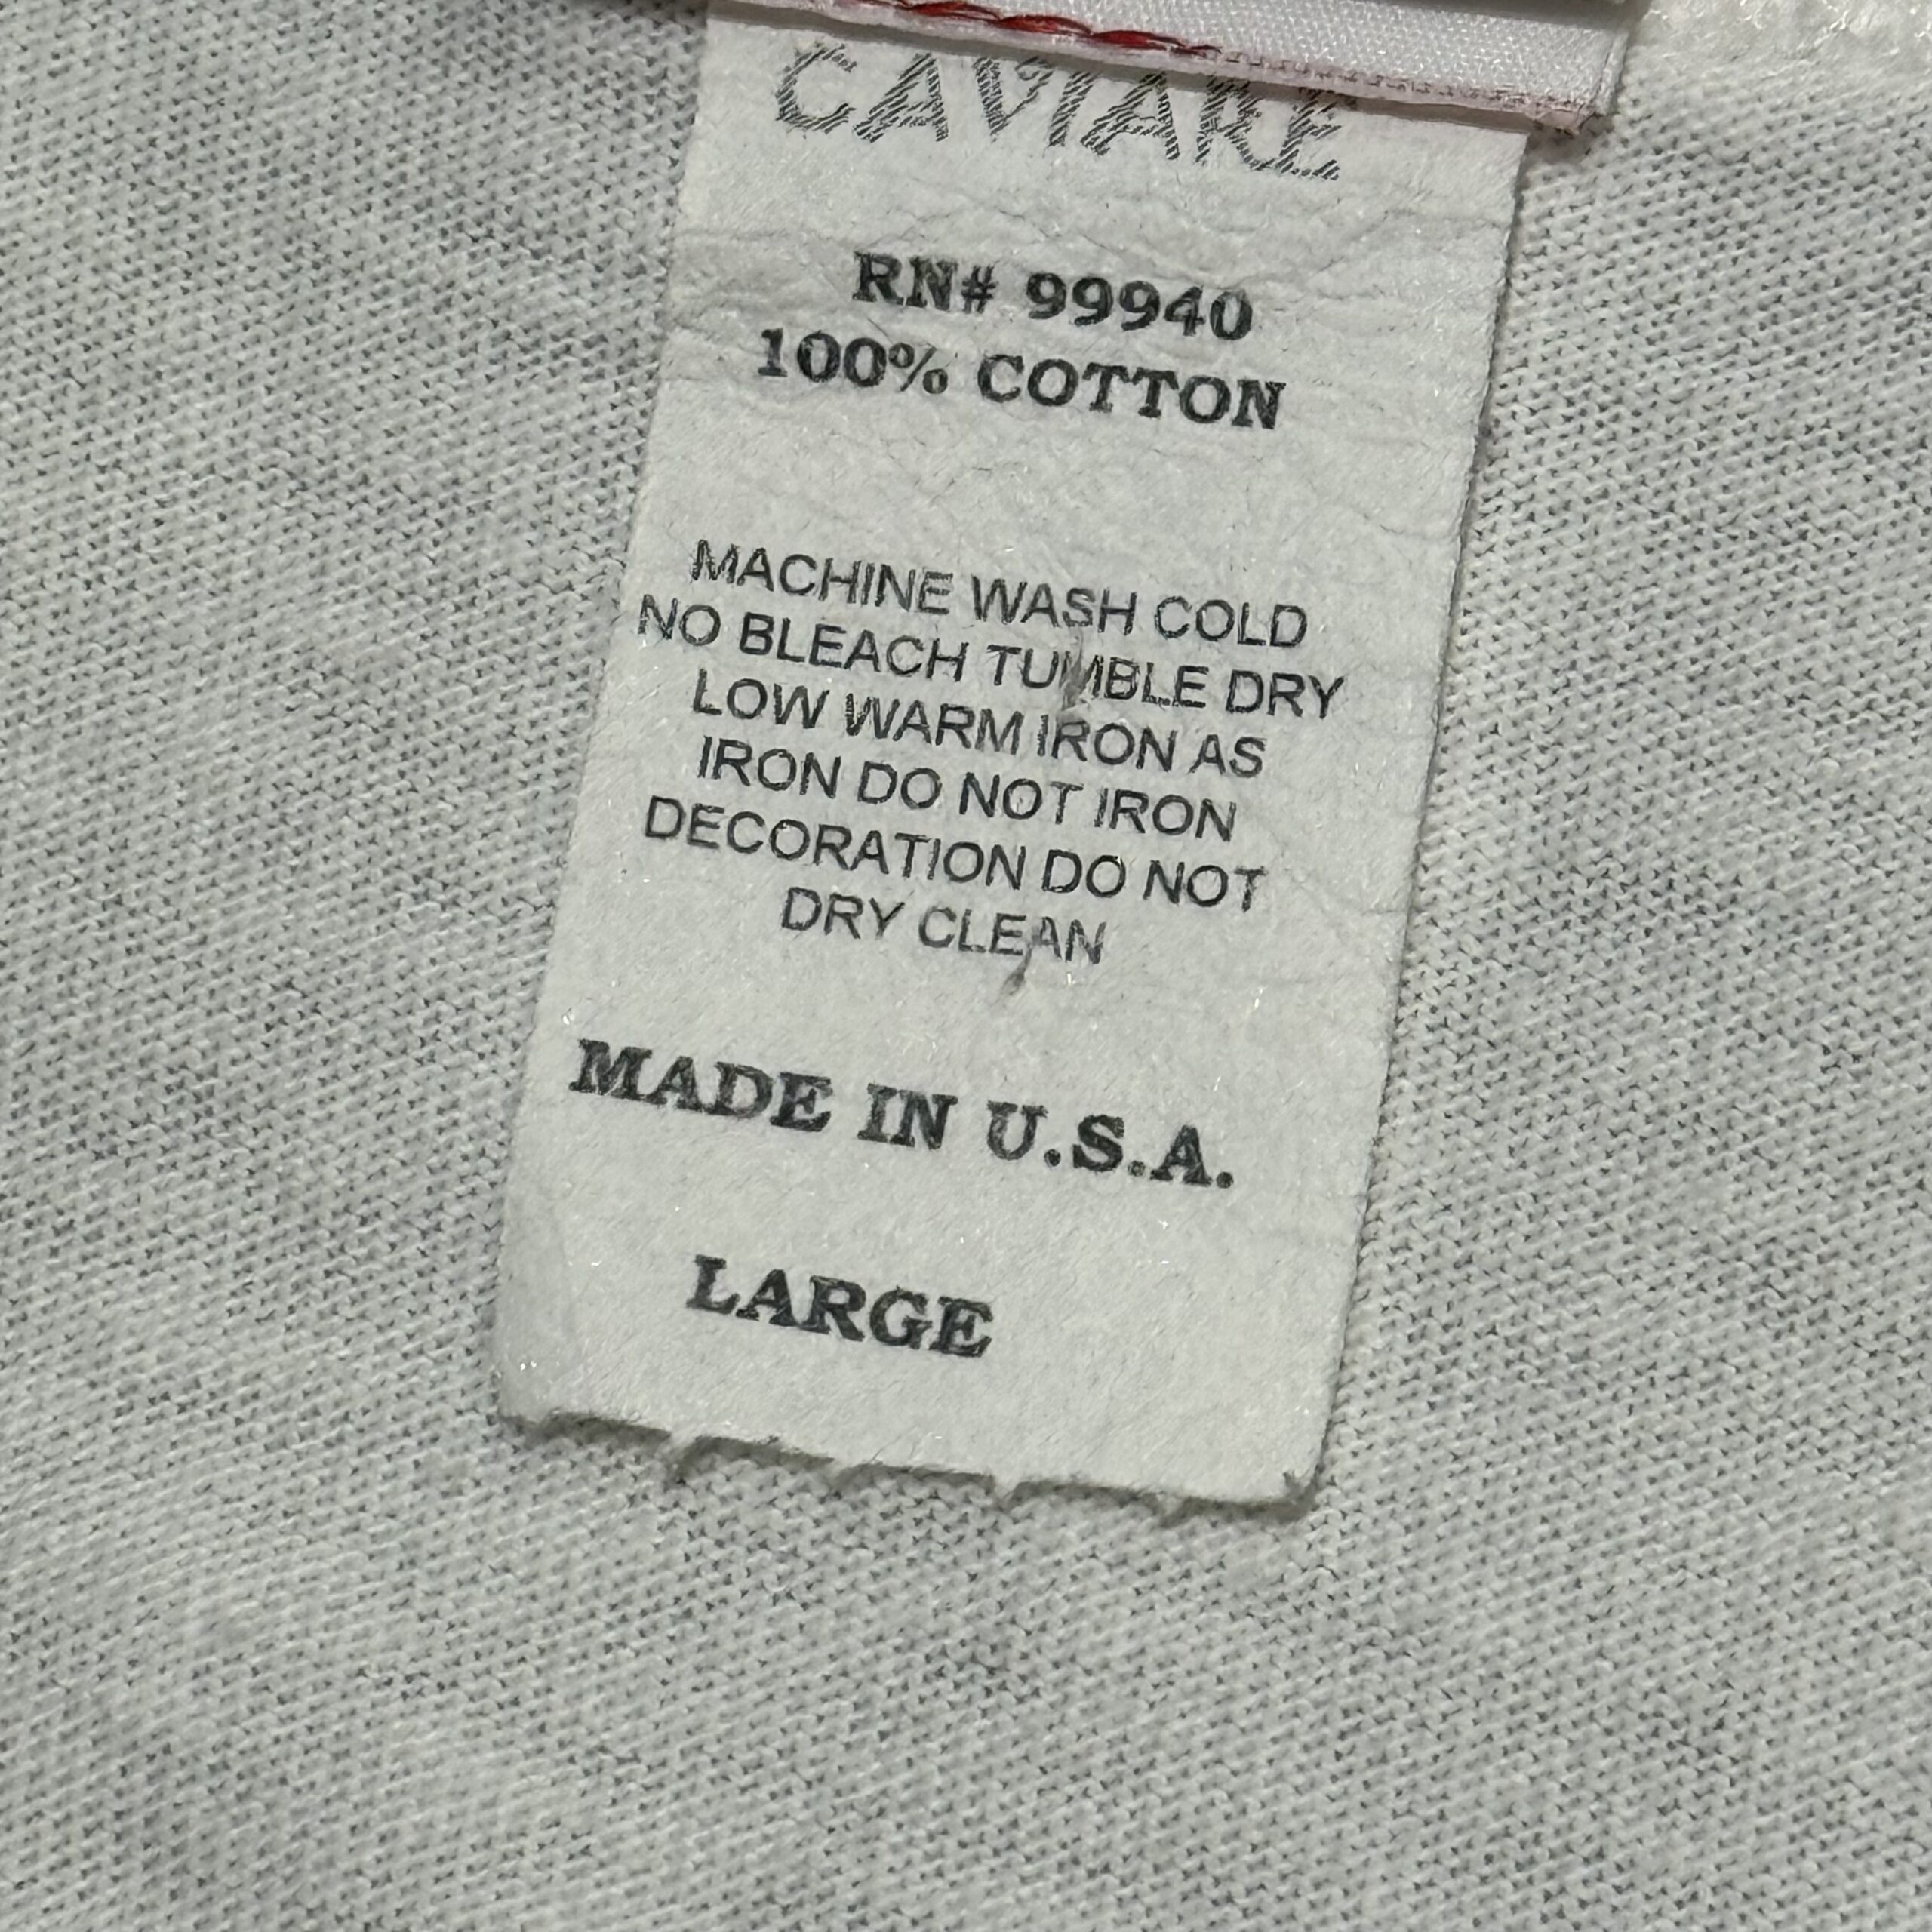 CAVIARE
RN# 99940
100% COTTON
MACHINE WASH COLD
NO BLEACH TUMBLE DRY
LOW WARM IRON AS
IRON DO NOT IRON
DECORATION DO NOT
DRY CLEAN
MADE IN U.S.A.
LARGE